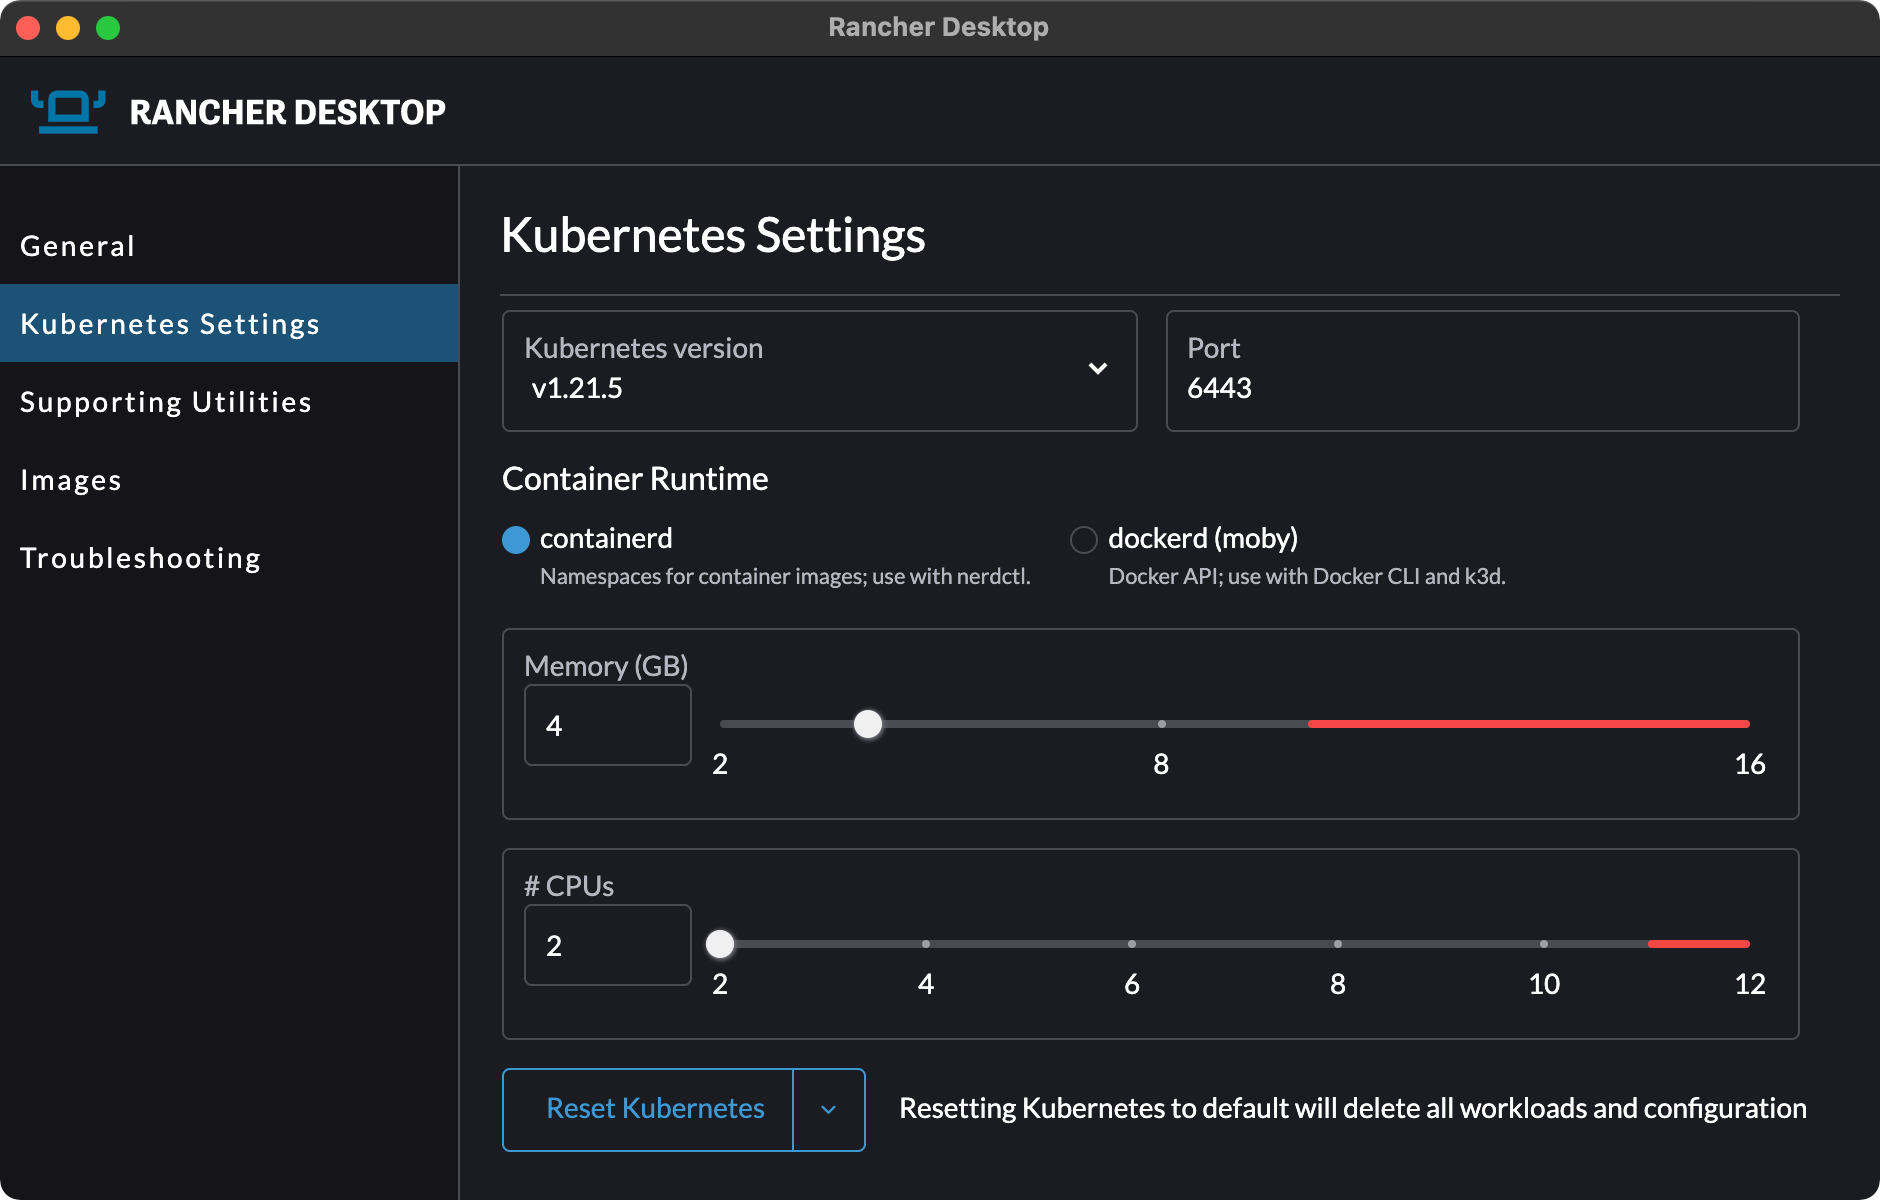 Rancher Desktop
RANCHER DESKTOP
General
Kubernetes Settings
Supporting Utilities
Images
Troubleshooting
Kubernetes Settings
Kubernetes version
v1.21.5
Port
6443
Container Runtime
containerd
Namespaces for container images; use with nerdctl.
dockerd (moby)
Docker API; use with Docker CLI and k3d.
Memory (GB)
4
2 8 16
# CPUs
2
2 4 6 8 10 12
Reset Kubernetes
Resetting Kubernetes to default will delete all workloads and configuration